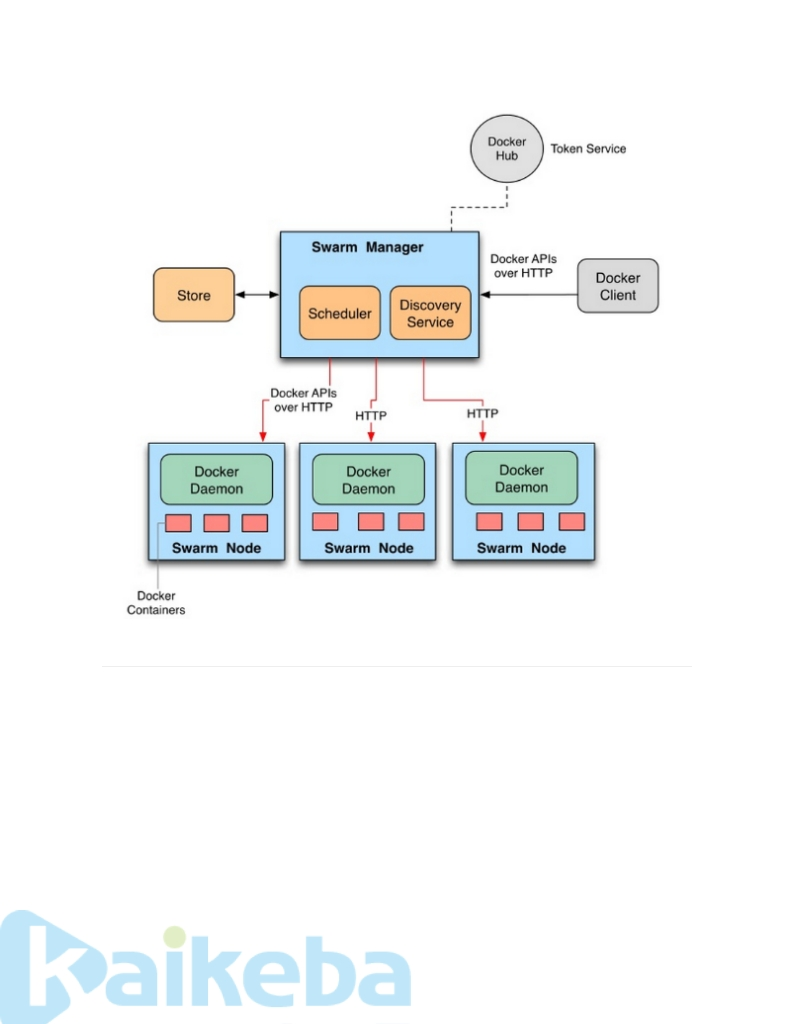 Docker
Hub
Token Service
Swarm Manager
Docker APIs
over HTTP
Docker
Client
Store
Scheduler
Discovery
Service
Docker APIs
over HTTP
HTTP
HTTP
Docker
Daemon
Docker
Daemon
Docker
Daemon
Swarm Node
Swarm Node
Swarm Node
Docker
Containers
kaikeba